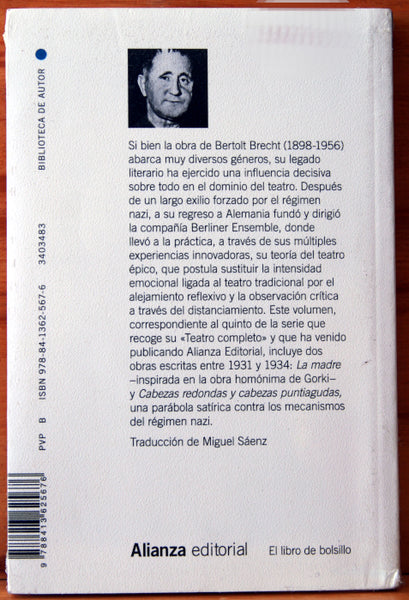 Si bien la obra de Bertolt Brecht (1898-1956)
abarca muy diversos géneros, su legado
literario ha ejercido una influencia decisiva
sobre todo en el dominio del teatro. Después
de un largo exilio forzado por el régimen
nazi, a su regreso a Alemania fundó y dirigió
la compañía Berliner Ensemble, donde
llevó a la práctica, a través de sus múltiples
experiencias innovadoras, su teoría del teatro
épico, que postula sustituir la intensidad
emocional ligada al teatro tradicional por el
alejamiento reflexivo y la observación crítica
a través del distanciamiento. Este volumen,
correspondiente al quinto de la serie que
recoge su «Teatro completo» y que ha venido
publicando Alianza Editorial, incluye dos
obras escritas entre 1931 y 1934: La madre
–inspirada en la obra homónima de Gorki–
y Cabezas redondas y cabezas puntiagudas,
una parábola satírica contra los mecanismos
del régimen nazi.
Traducción de Miguel Sáenz
Alianza editorial El libro de bolsillo
PVP B ISBN 978-84-1362-567-6 3403483 BIBLIOTECA DE AUTOR
9 788413 625676